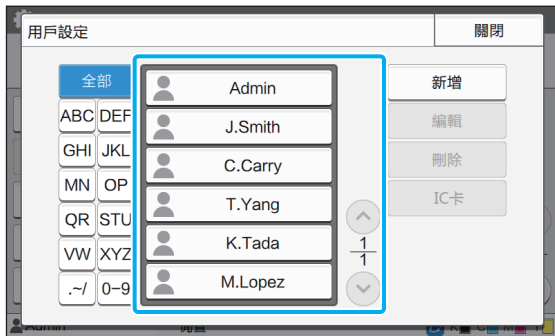 用戶設定
關閉
全部
ABC DEF
GHI JKL
MN OP
QR STU
VW XYZ
.~/ 0-9
Admin
J.Smith
C.Carry
T.Yang
K.Tada
M.Lopez
1
1
新增
編輯
刪除
IC卡
Admin